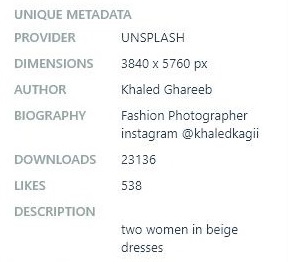 UNIQUE METADATA
PROVIDER UNSPLASH
DIMENSIONS 3840 x 5760 px
AUTHOR Khaled Ghareeb
BIOGRAPHY Fashion Photographer
instagram @khaledkagii
DOWNLOADS 23136
LIKES 538
DESCRIPTION
two women in beige
dresses